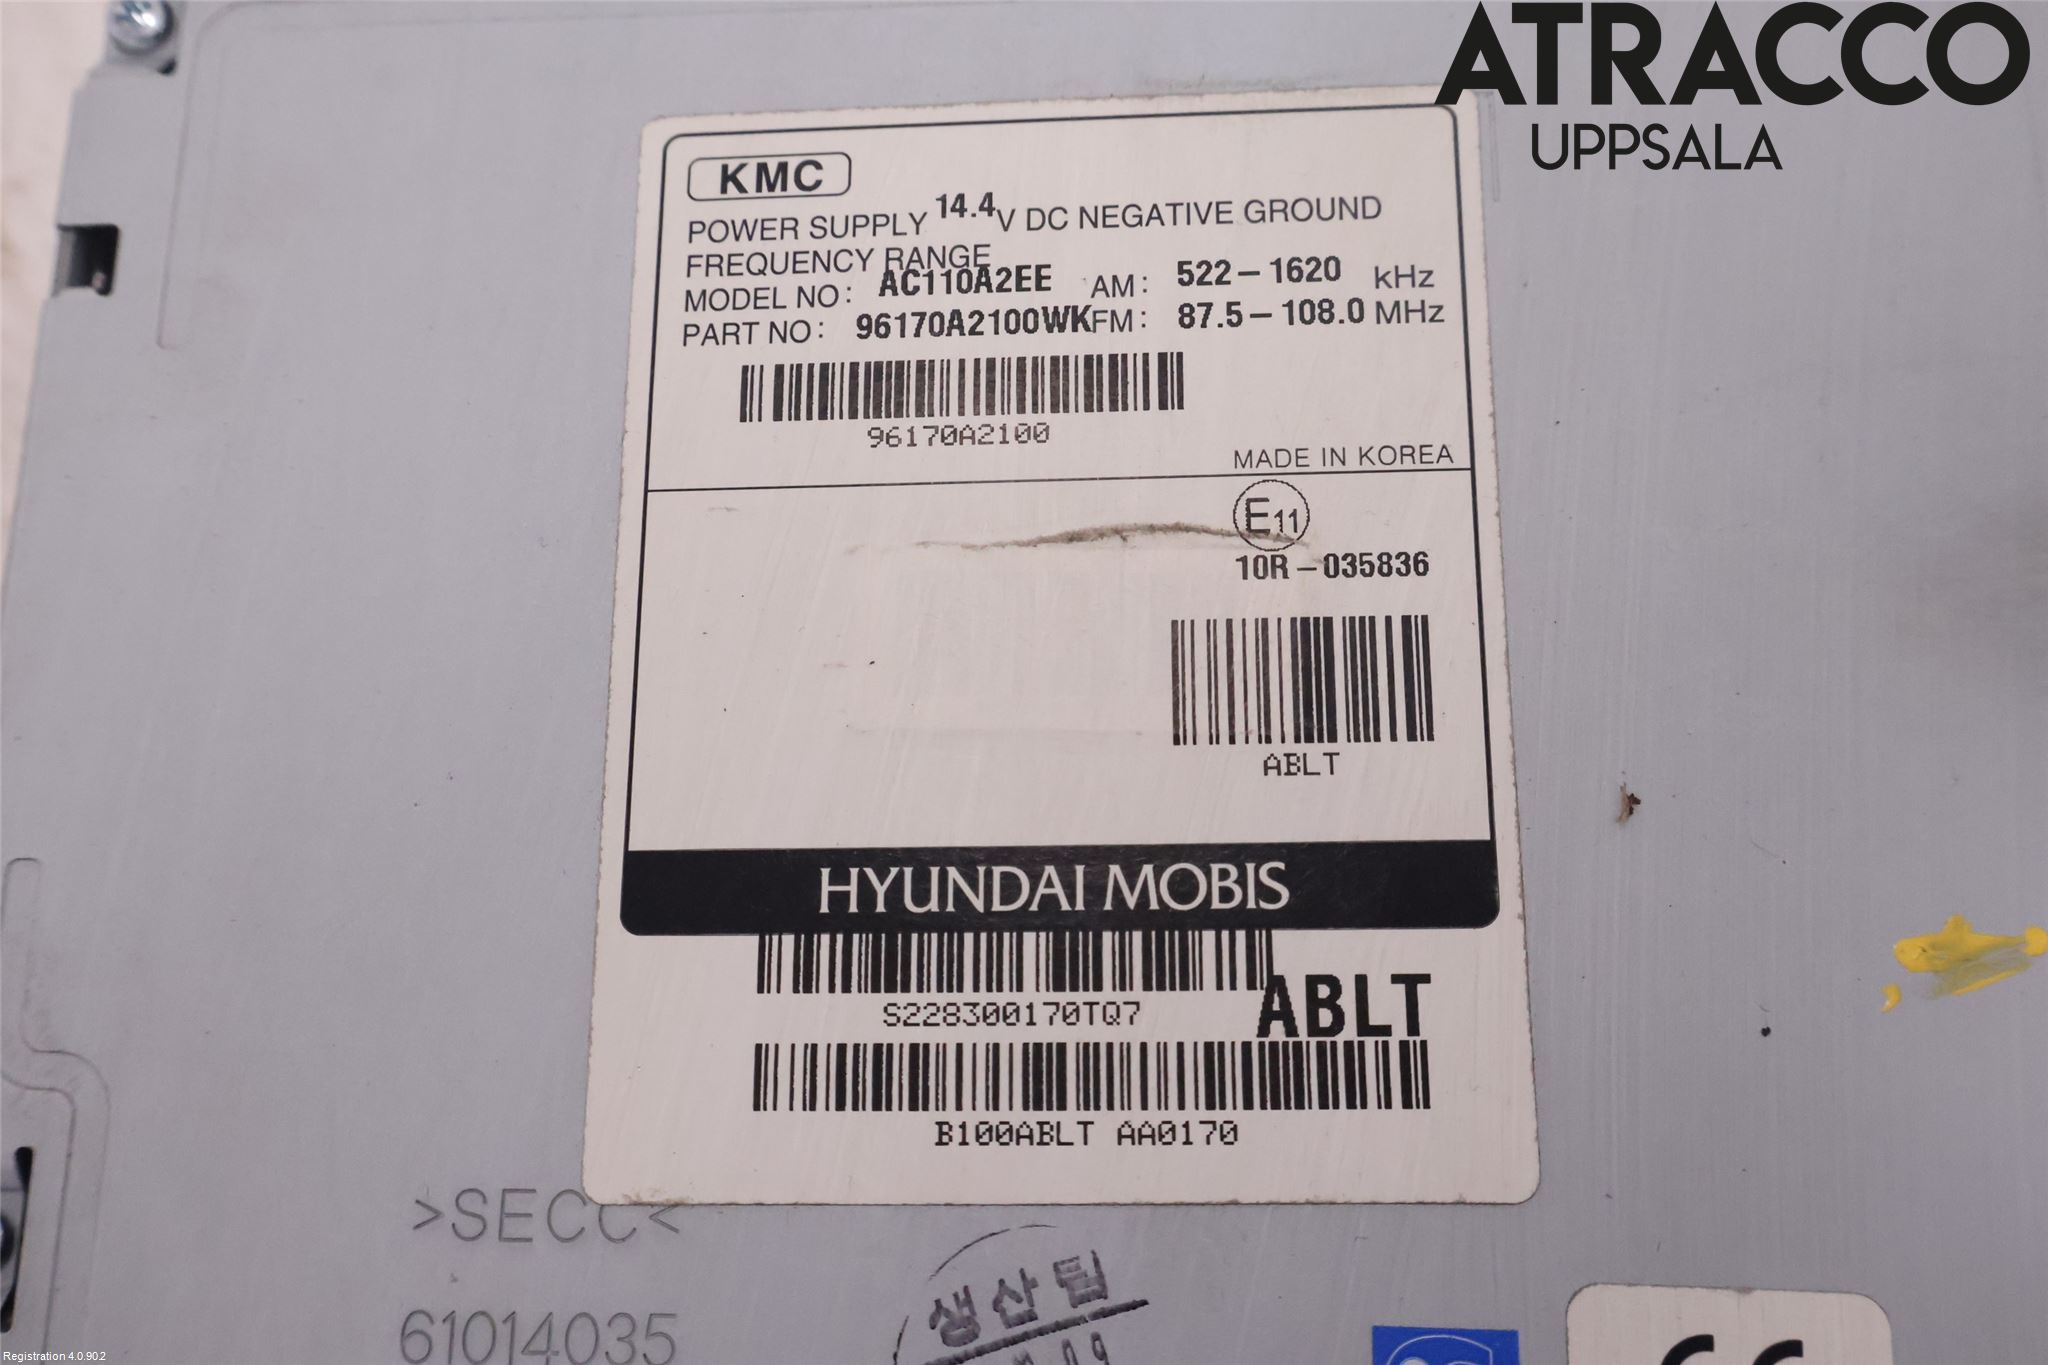 ATRACCO
UPPSALA
KMC
POWER SUPPLY 14.4V DC NEGATIVE GROUND
FREQUENCY RANGE
MODEL NO: AC110A2EE AM: 522-1620 kHz
PART NO: 96170A2100WK FM: 87.5-108.0 MHz
96170A2100
MADE IN KOREA
E11
10R-035836
ABLT
HYUNDAI MOBIS
S228300170TQ7
ABLT
B100ABLT AA0170
>SECC<
61014035
생산팀
Registration 4.0.902